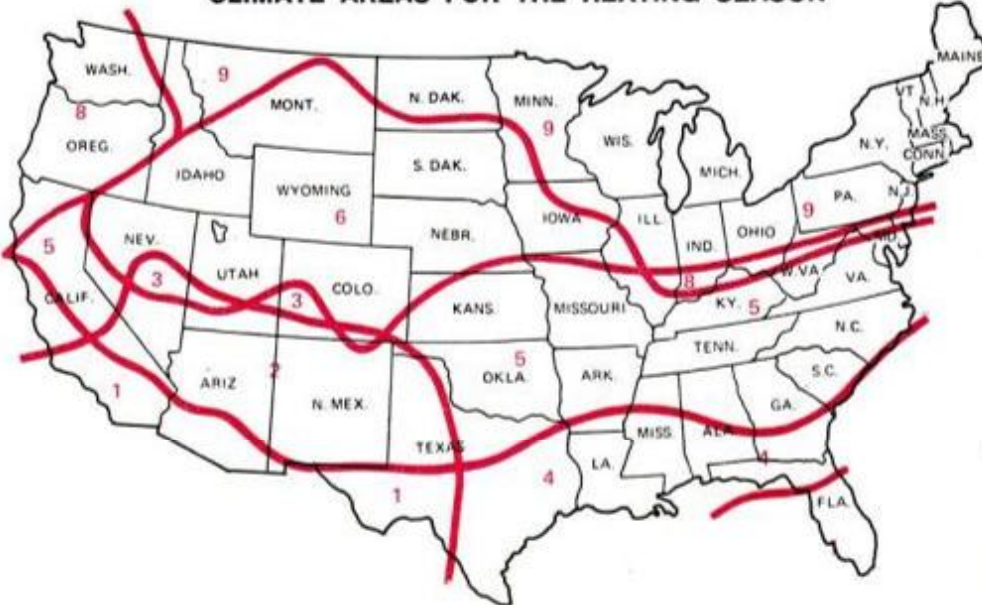 CLIMATE AREAS FOR THE HEATING SEASON
WASH.
9
MONT.
N. DAK.
MINN.
9
MAINE
8
OREG.
IDAHO
WYOMING
6
S. DAK.
WIS.
MICH.
N.Y.
VT
N.H
MASS.
CONN.
5
NEV.
3
UTAH
3
COLO.
NEBR.
IOWA
ILL
IND.
OHIO
9
PA.
N.J.
MD.
CALIF.
KANS.
MISSOURI
8
KY.
5
W.VA
VA.
1
ARIZ
2
N. MEX.
5
OKLA.
ARK.
TENN.
N.C.
S.C.
TEXAS
1
4
LA.
MISS.
ALA.
GA.
4
FLA.